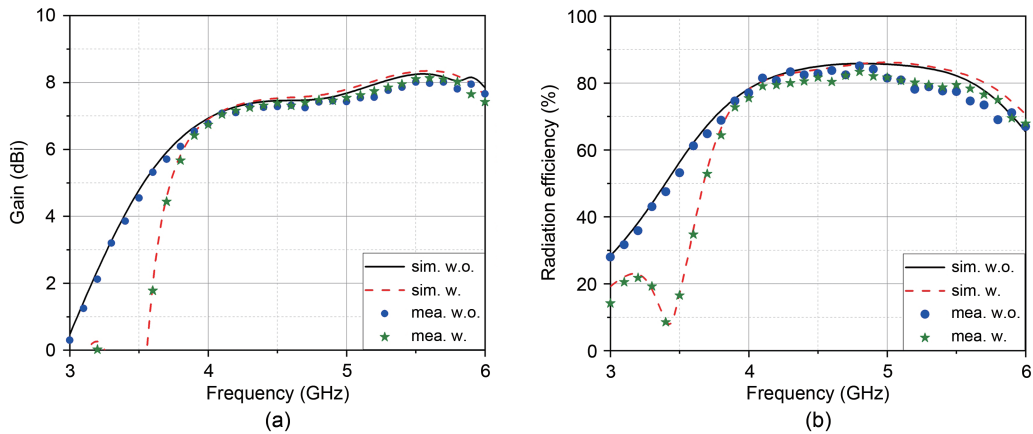 10
8
6
4
2
0
Gain (dBi)
3
4
5
6
Frequency (GHz)
sim. w.o.
sim. w.
mea. w.o.
mea. w.
(a)
100
80
60
40
20
0
Radiation efficiency (%)
3
4
5
6
Frequency (GHz)
sim. w.o.
sim. w.
mea. w.o.
mea. w.
(b)